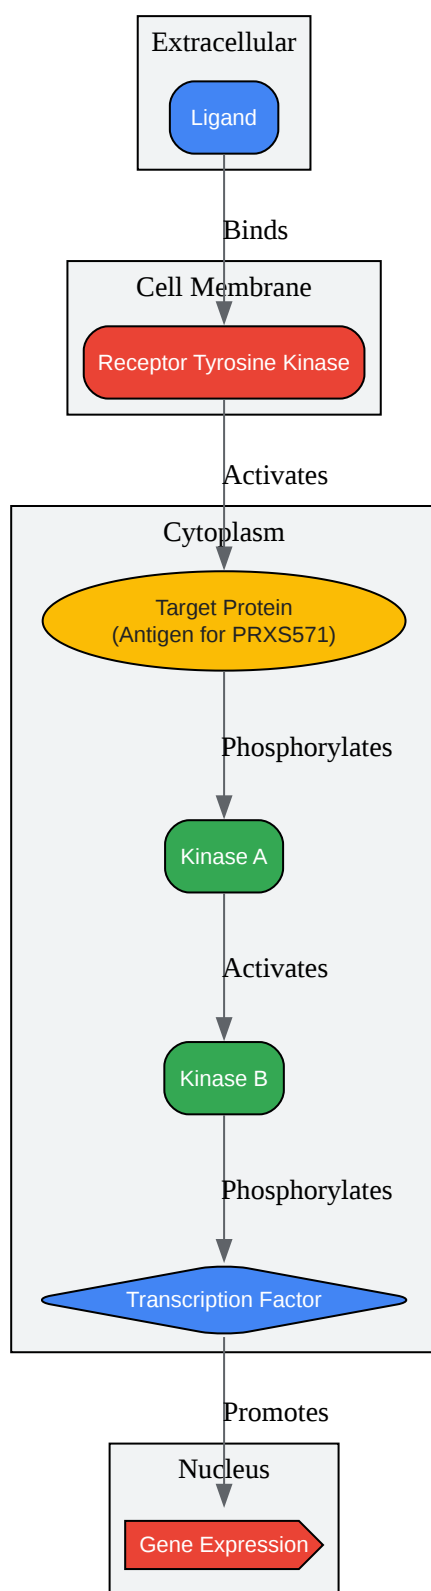 Extracellular
Ligand
Binds
Cell Membrane
Receptor Tyrosine Kinase
Activates
Cytoplasm
Target Protein
(Antigen for PRXS571)
Phosphorylates
Kinase A
Activates
Kinase B
Phosphorylates
Transcription Factor
Promotes
Nucleus
Gene Expression